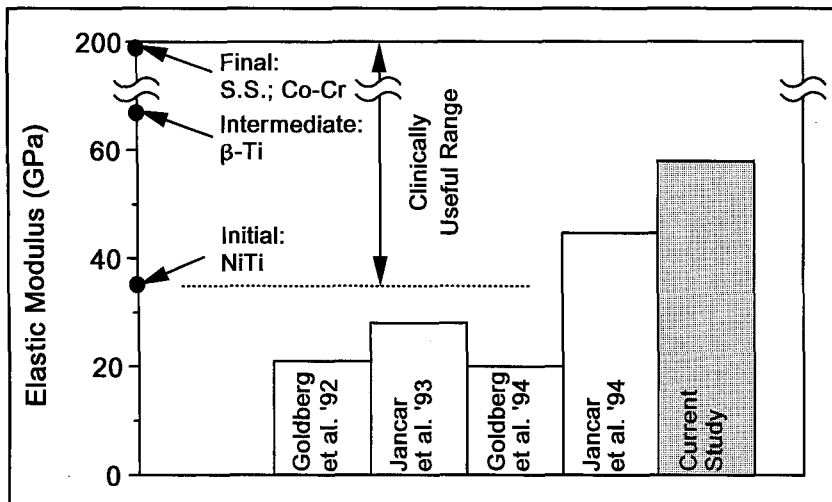 Elastic Modulus (GPa)
200
60
40
20
0
Final:
S.S.; Co-Cr
Intermediate:
β-Ti
Initial:
NiTi
Clinically
Useful Range
Goldberg
et al. '92
Jancar
et al. '93
Goldberg
et al. '94
Jancar
et al. '94
Current
Study